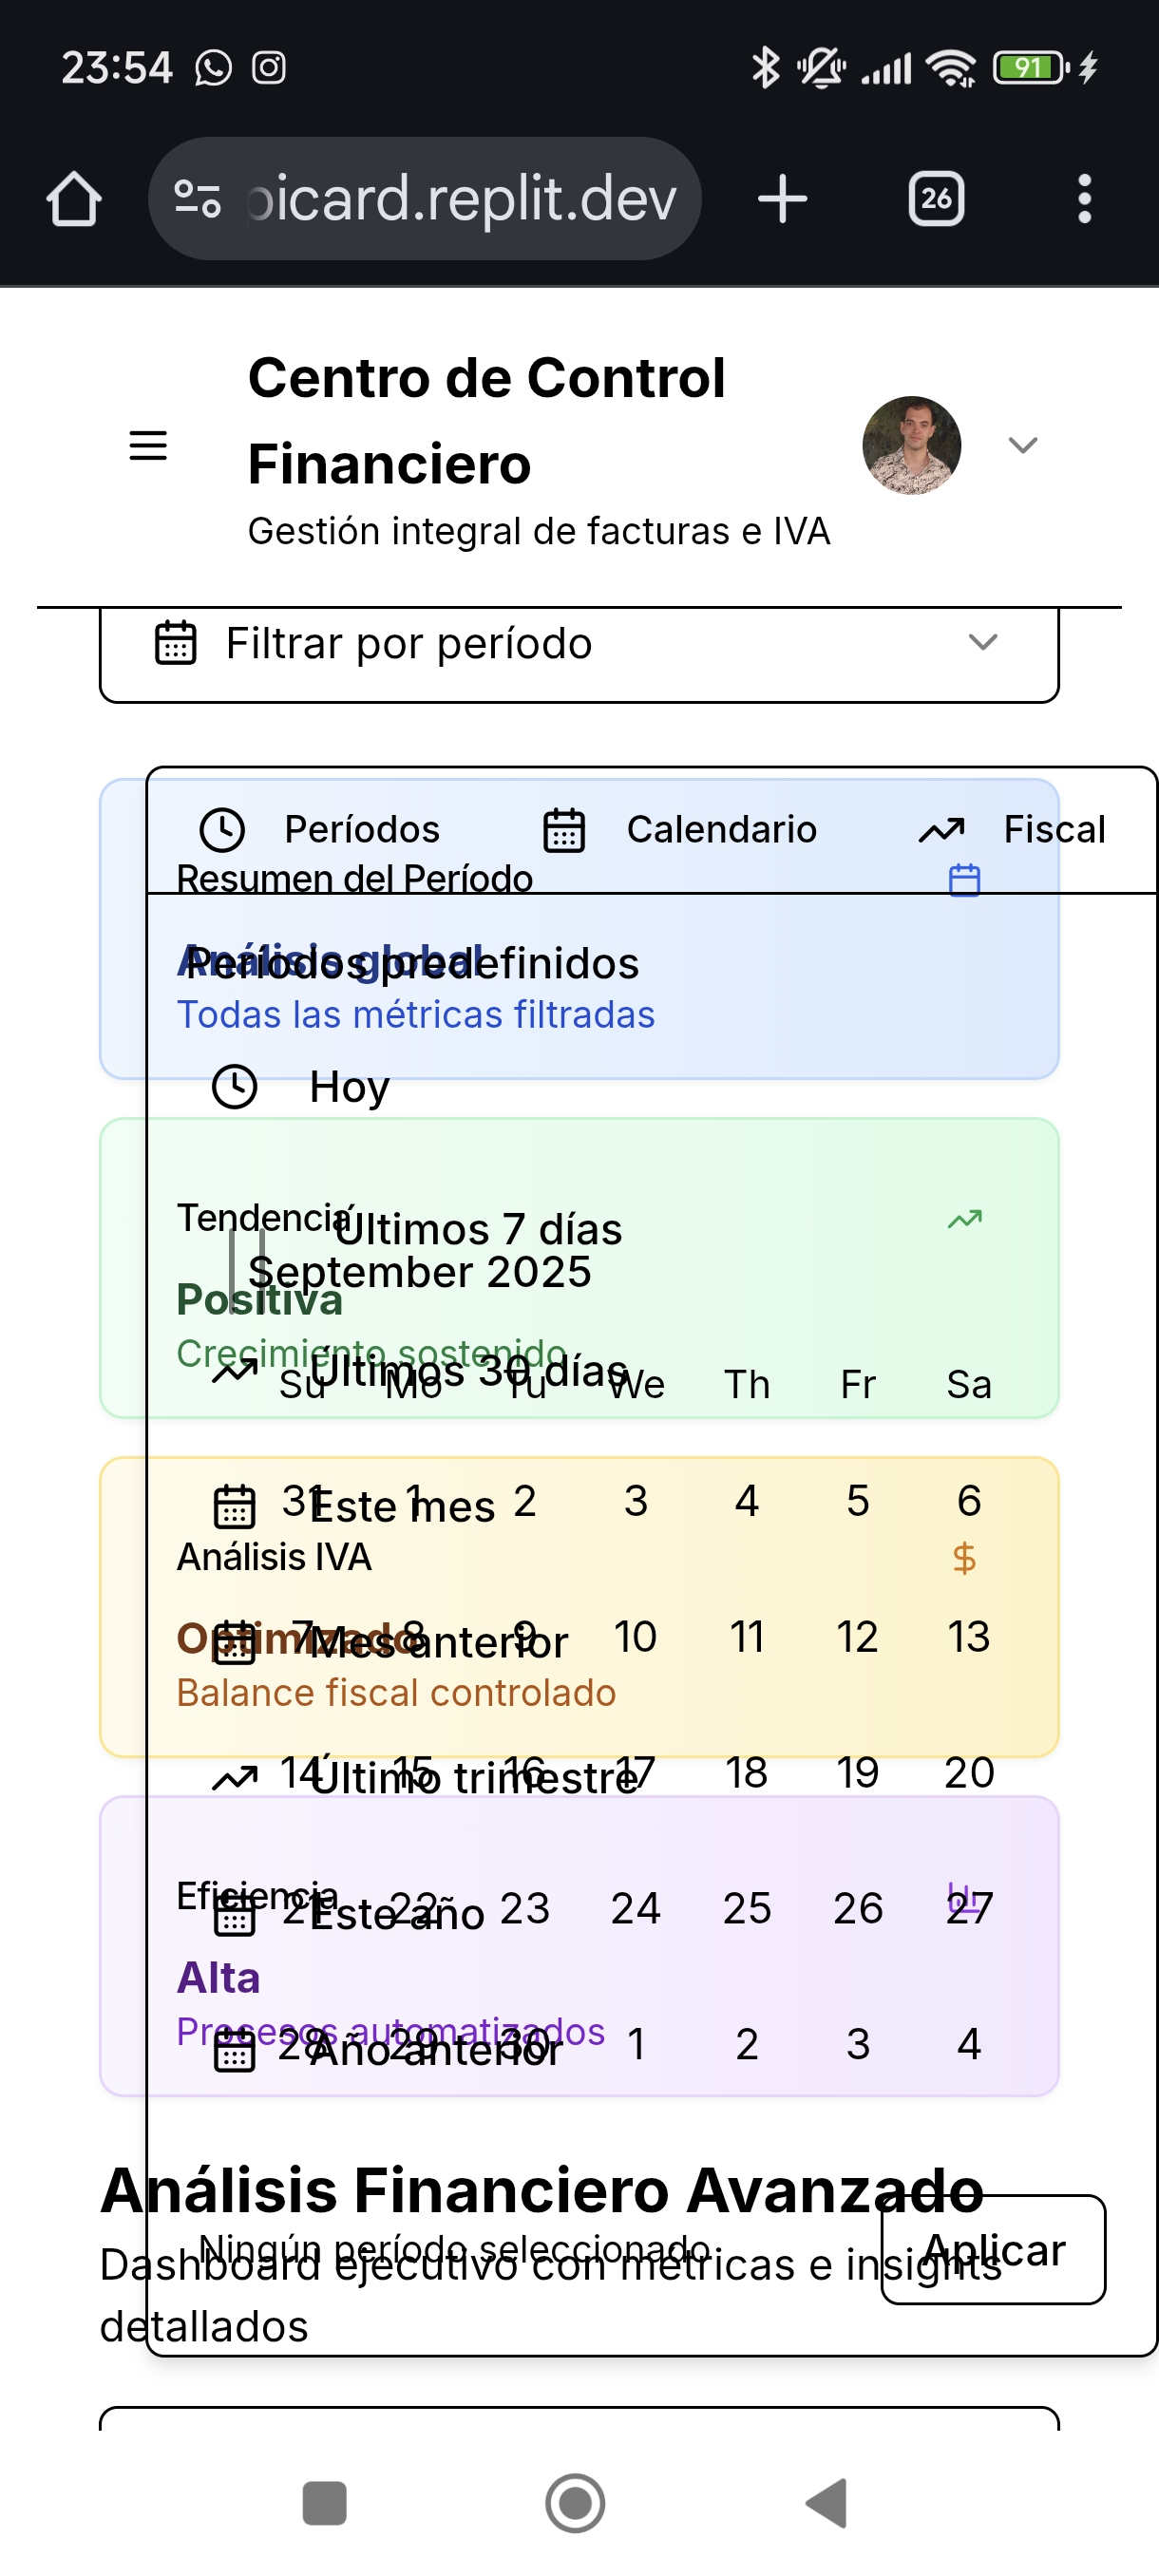 23:54
91
picard.replit.dev
26
Centro de Control
Financiero
Gestión integral de facturas e IVA
Filtrar por período
Períodos
Calendario
Fiscal
Resumen del Período
Análisis global
Períodos predefinidos
Todas las métricas filtradas
Hoy
Tendencia
Últimos 7 días
September 2025
Positiva
Crecimiento sostenido
Últimos 30 días
Su Mo Tu We Th Fr Sa
31 1 2 3 4 5 6
Este mes
Análisis IVA
Optimizado
7 8 9 10 11 12 13
Mes anterior
Balance fiscal controlado
14 15 16 17 18 19 20
Último trimestre
Eficiencia
21 22 23 24 25 26 27
Este año
Alta
Procesos automatizados
28 29 30 1 2 3 4
Año anterior
Análisis Financiero Avanzado
Ningún período seleccionado
Aplicar
Dashboard ejecutivo con métricas e insights
detallados